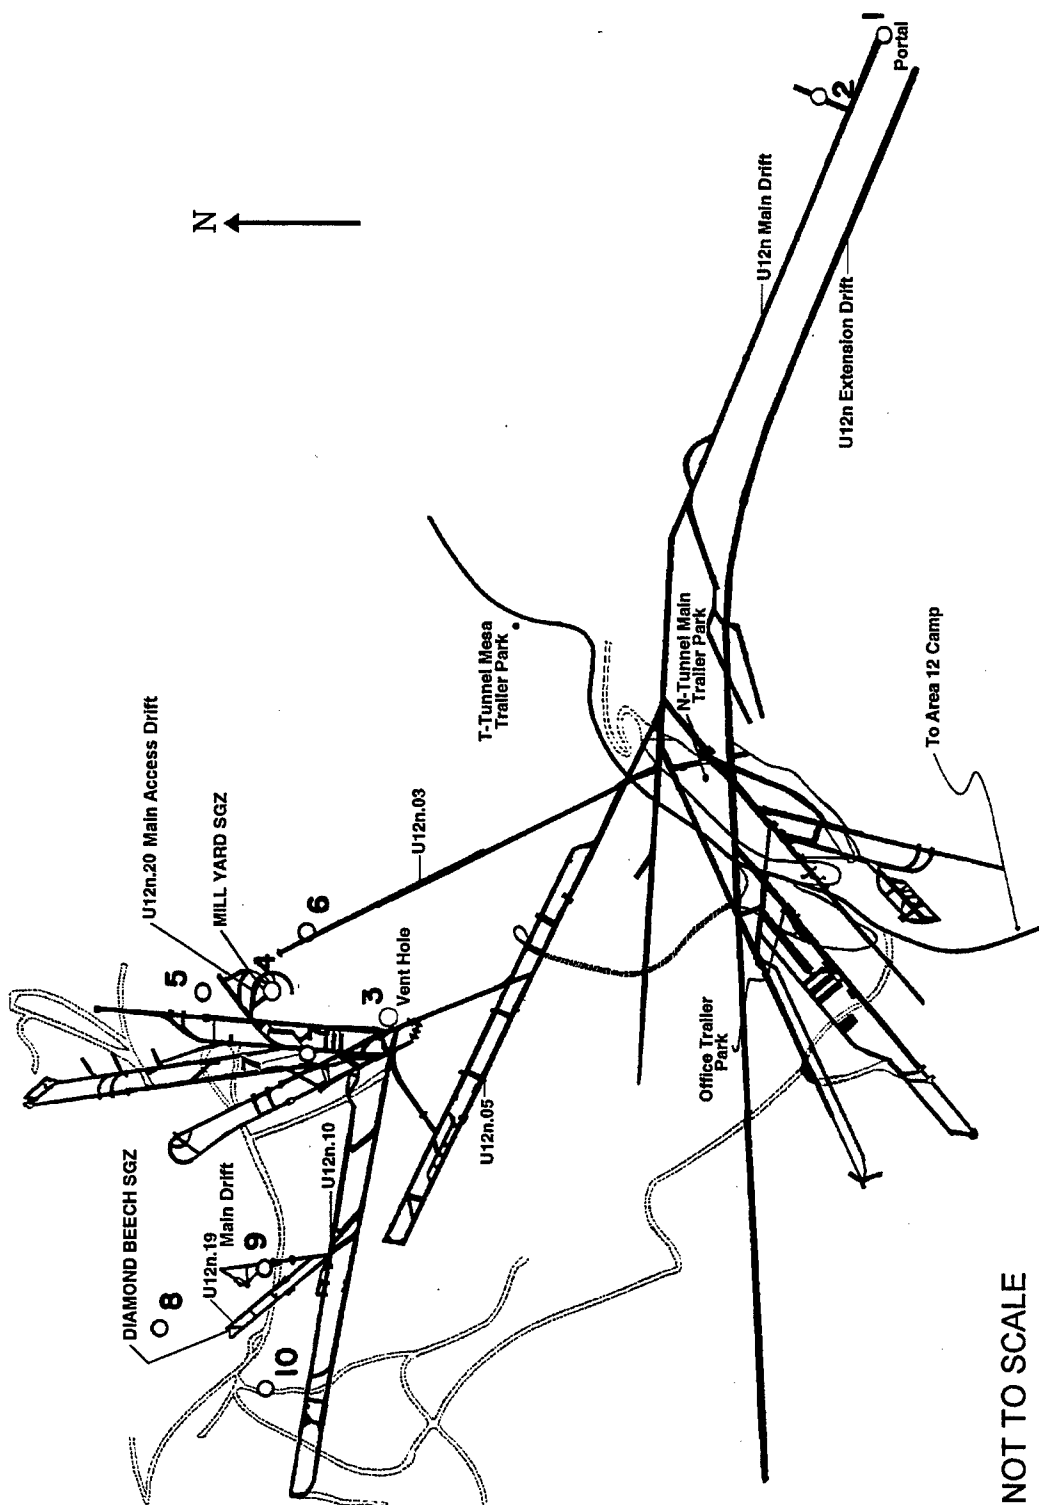 N
1
Portal
2
U12n Main Drift
U12n Extension Drift
T-Tunnel Mesa
Trailer Park
N-Tunnel Main
Trailer Park
To Area 12 Camp
U12n.20 Main Access Drift
MILL YARD SGZ
U12n.03
6
5
4
3
Vent Hole
7
Office Trailer
Park
U12n.05
U12n.10
DIAMOND BEECH SGZ
U12n.19
Main Drift
9
8
10
NOT TO SCALE